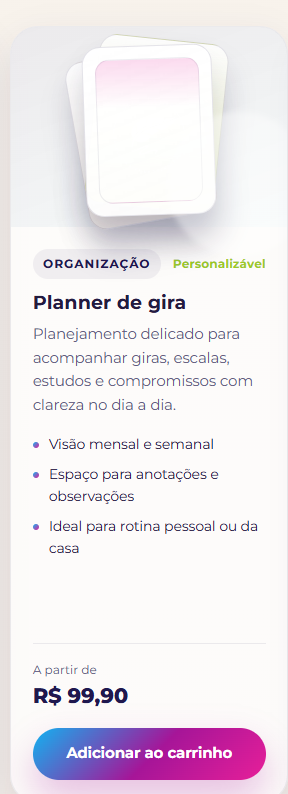 ORGANIZAÇÃO Personalizável
Planner de gira
Planejamento delicado para
acompanhar giras, escalas,
estudos e compromissos com
clareza no dia a dia.
Visão mensal e semanal
Espaço para anotações e
observações
Ideal para rotina pessoal ou da
casa
A partir de
R$ 99,90
Adicionar ao carrinho